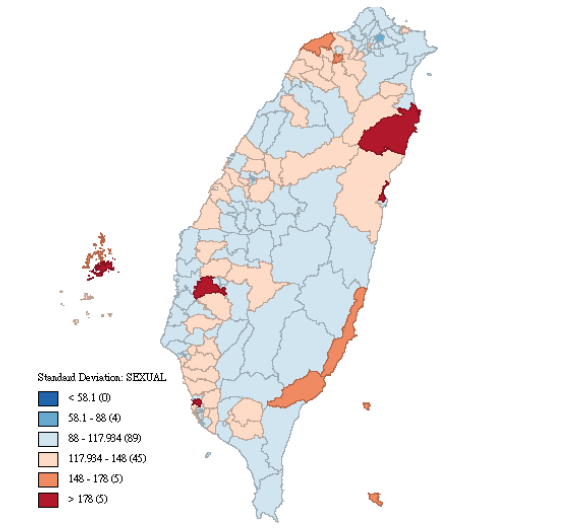 Standard Deviation: SEXUAL
< 58.1 (0)
58.1 - 88 (4)
88 - 117.934 (89)
117.934 - 148 (45)
148 - 178 (5)
> 178 (5)